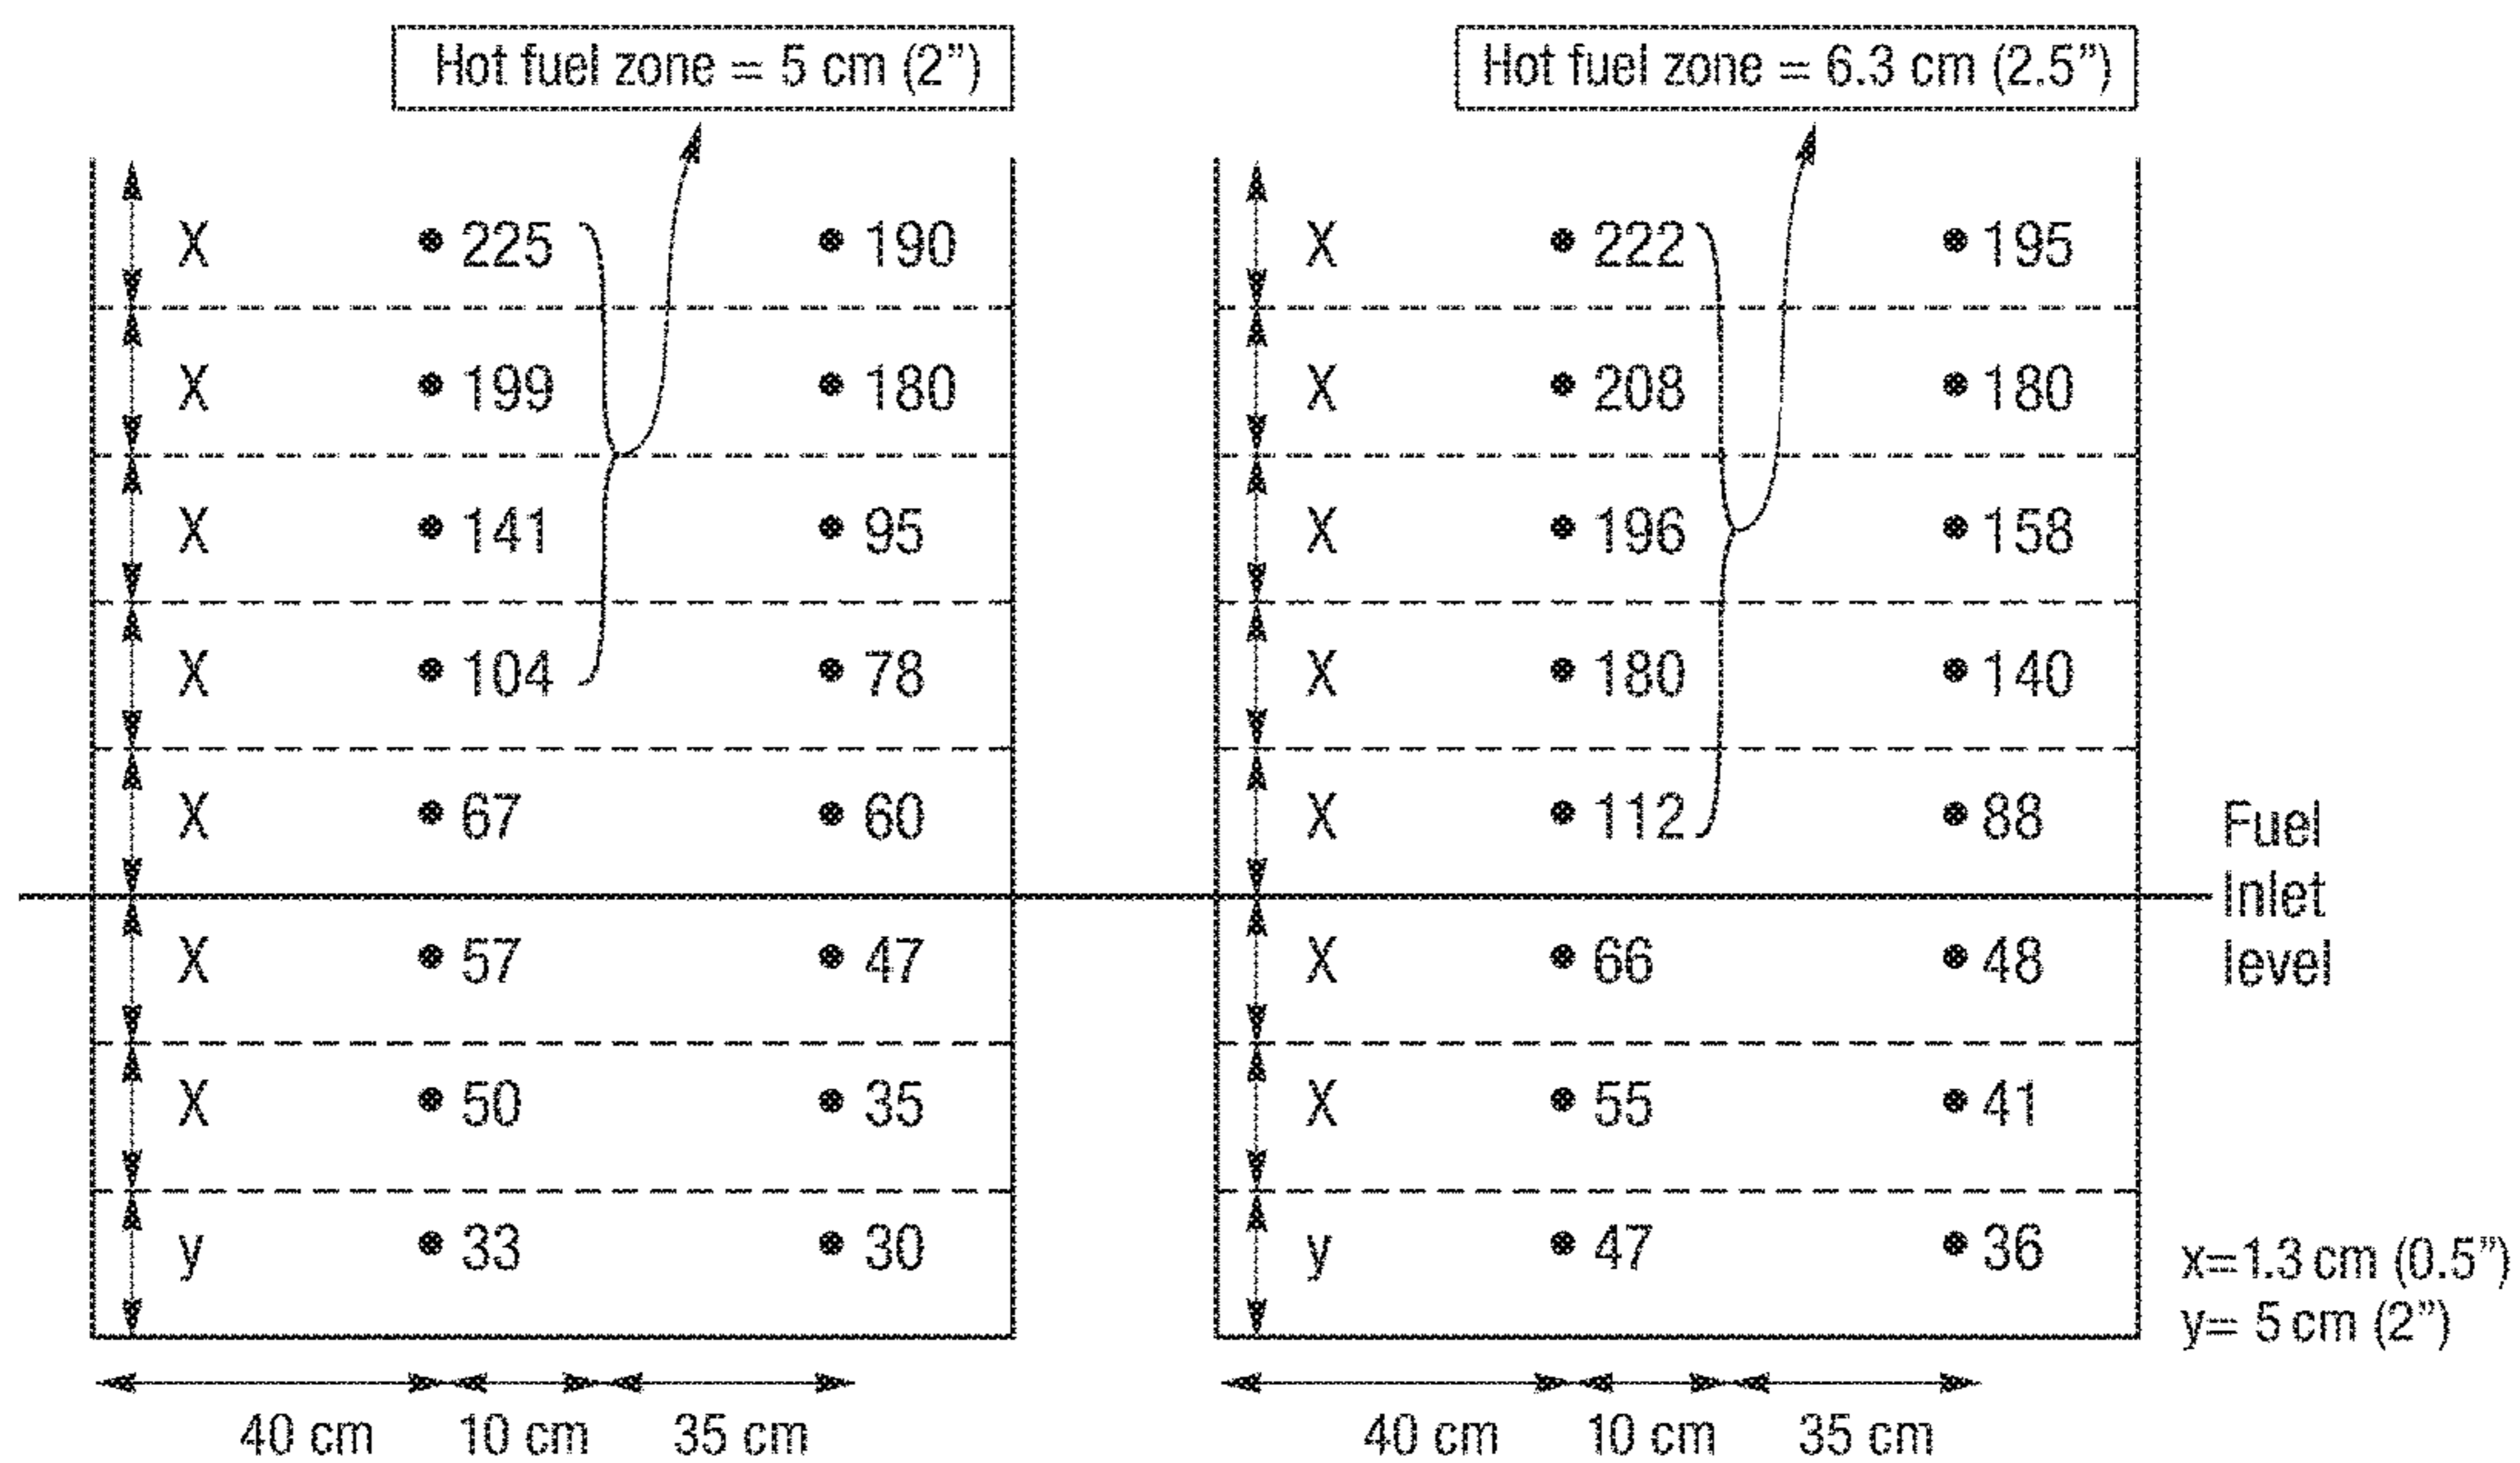 Hot fuel zone = 5 cm (2”)
Hot fuel zone = 6.3 cm (2.5”)
X 225 190 X 222 195
X 199 180 X 208 180
X 141 95 X 196 158
X 104 78 X 180 140
X 67 60 X 112 88
Fuel
Inlet
level
X 57 47 X 66 48
X 50 35 X 55 41
y 33 30 y 47 36
x=1.3 cm (0.5”)
y= 5 cm (2”)
40 cm 10 cm 35 cm 40 cm 10 cm 35 cm